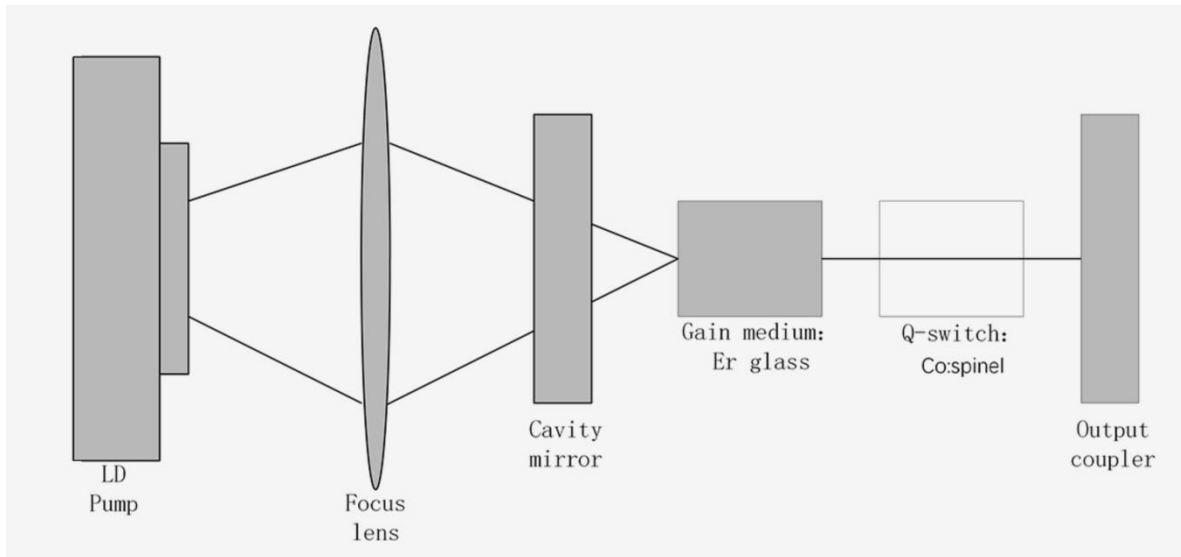 LD
Pump
Focus
lens
Cavity
mirror
Gain medium:
Er glass
Q-switch:
Co:spinel
Output
coupler